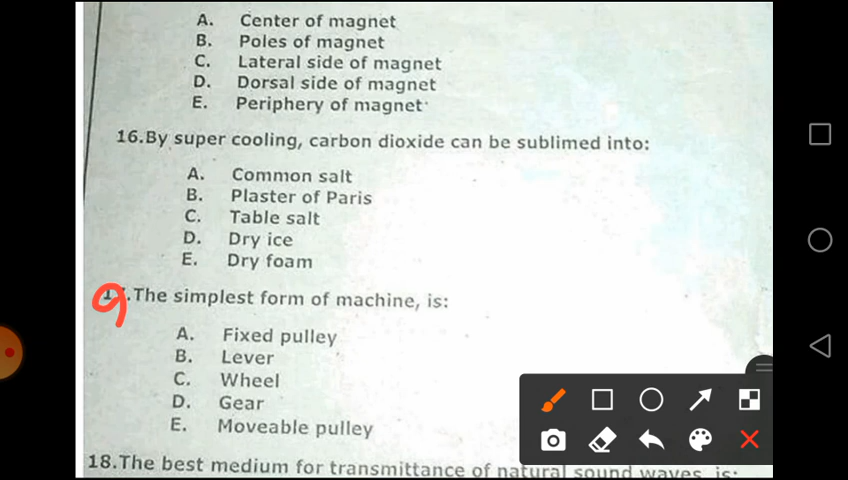 A. Center of magnet
B. Poles of magnet
C. Lateral side of magnet
D. Dorsal side of magnet
E. Periphery of magnet
16.By super cooling, carbon dioxide can be sublimed into:
A. Common salt
B. Plaster of Paris
C. Table salt
D. Dry ice
E. Dry foam
9
.The simplest form of machine, is:
A. Fixed pulley
B. Lever
C. Wheel
D. Gear
E. Moveable pulley
18.The best medium for transmittance of natural sound waves, is: